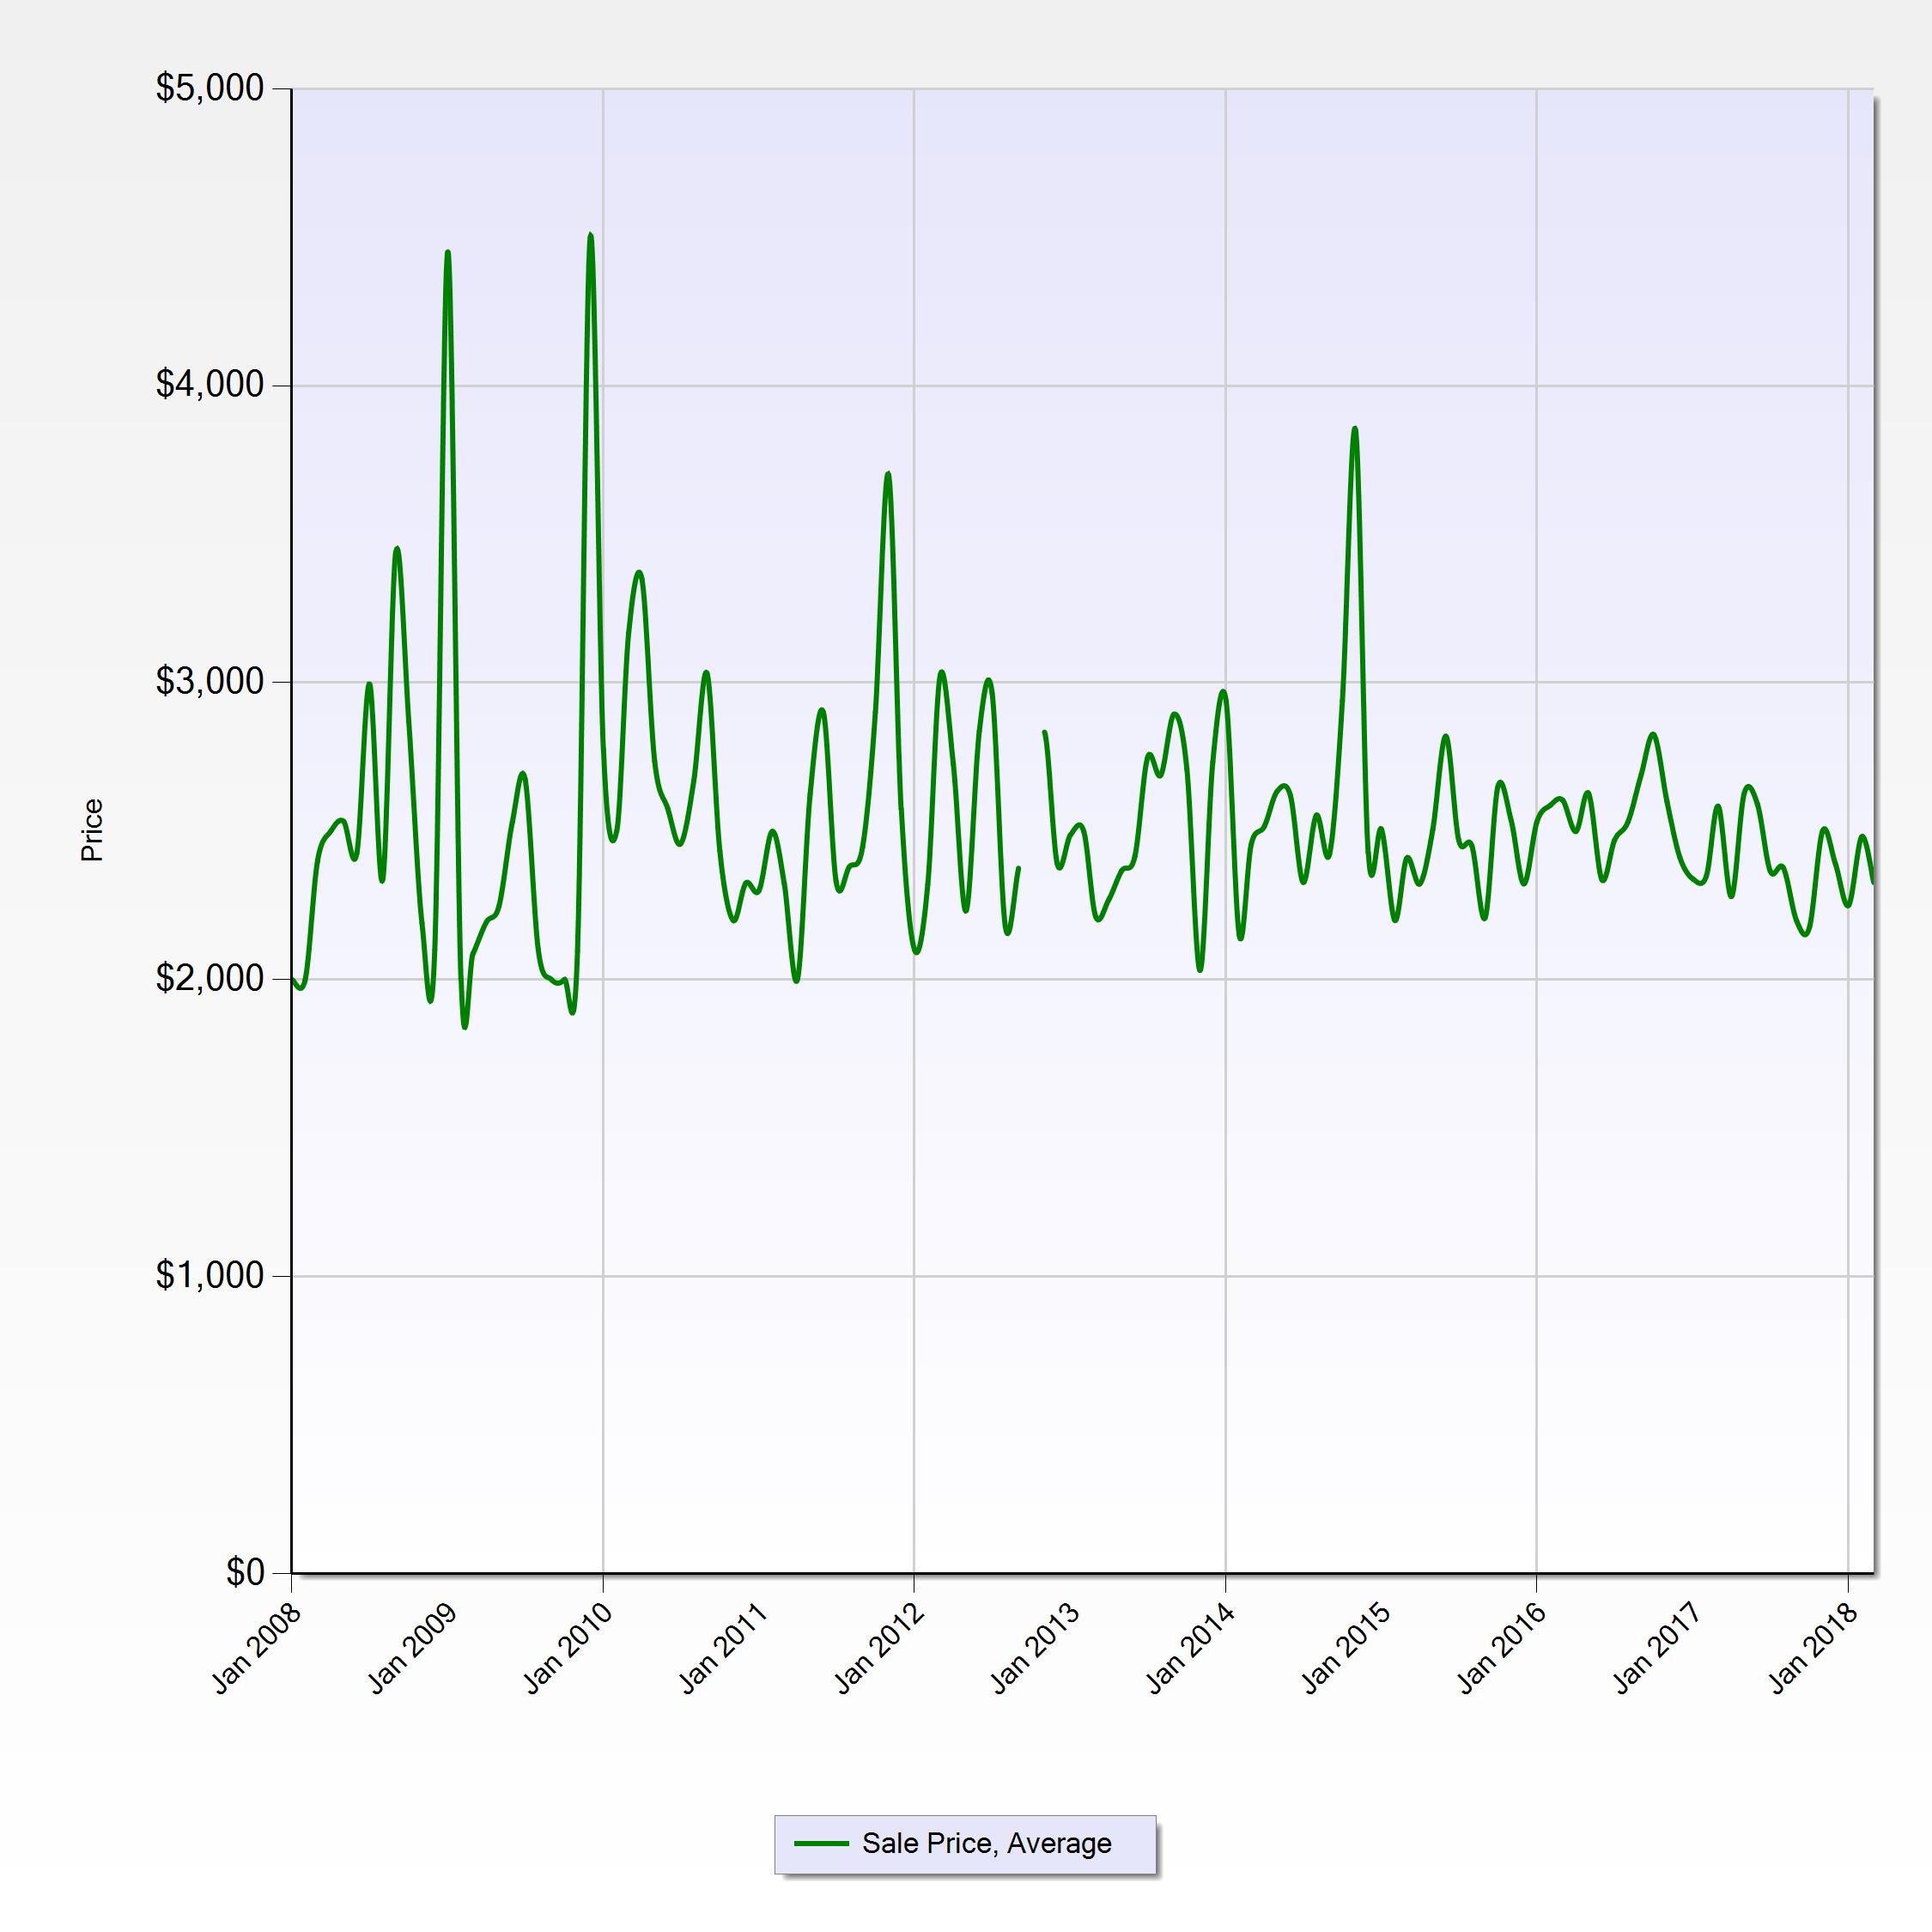 $5,000
$4,000
$3,000
$2,000
$1,000
$0
Price
Jan 2008
Jan 2009
Jan 2010
Jan 2011
Jan 2012
Jan 2013
Jan 2014
Jan 2015
Jan 2016
Jan 2017
Jan 2018
Sale Price, Average